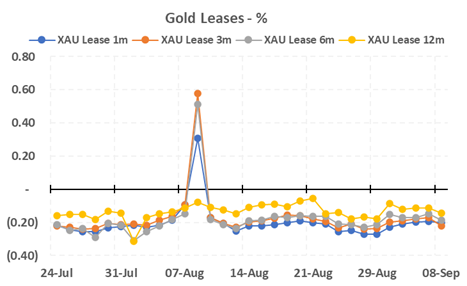 Gold Leases - %
XAU Lease 1m XAU Lease 3m XAU Lease 6m XAU Lease 12m
0.80
0.60
0.40
0.20
-
(0.20)
(0.40)
24-Jul 31-Jul 07-Aug 14-Aug 21-Aug 29-Aug 08-Sep